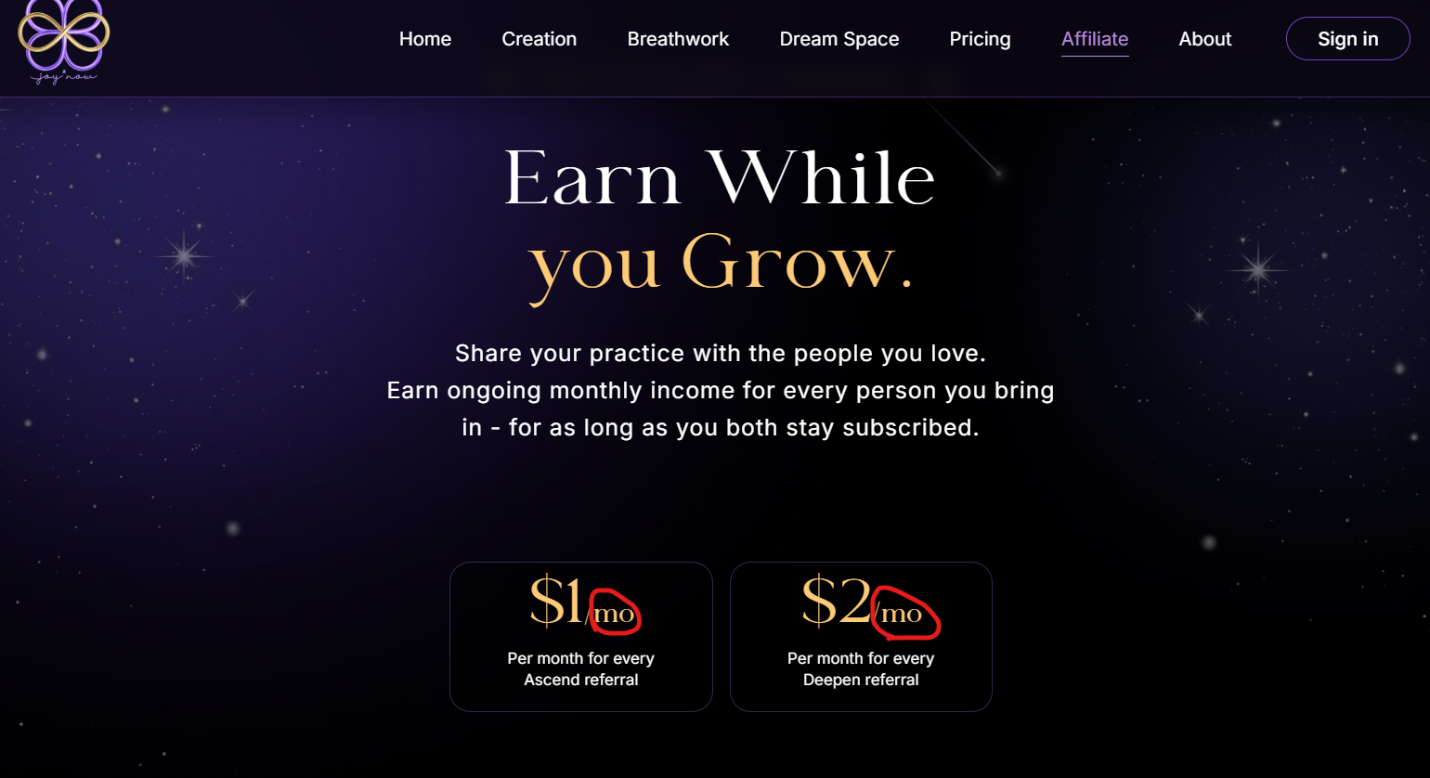 joy now
Home Creation Breathwork Dream Space Pricing Affiliate About Sign in
Earn While
you Grow.
Share your practice with the people you love.
Earn ongoing monthly income for every person you bring
in - for as long as you both stay subscribed.
$1/mo
Per month for every
Ascend referral
$2/mo
Per month for every
Deepen referral